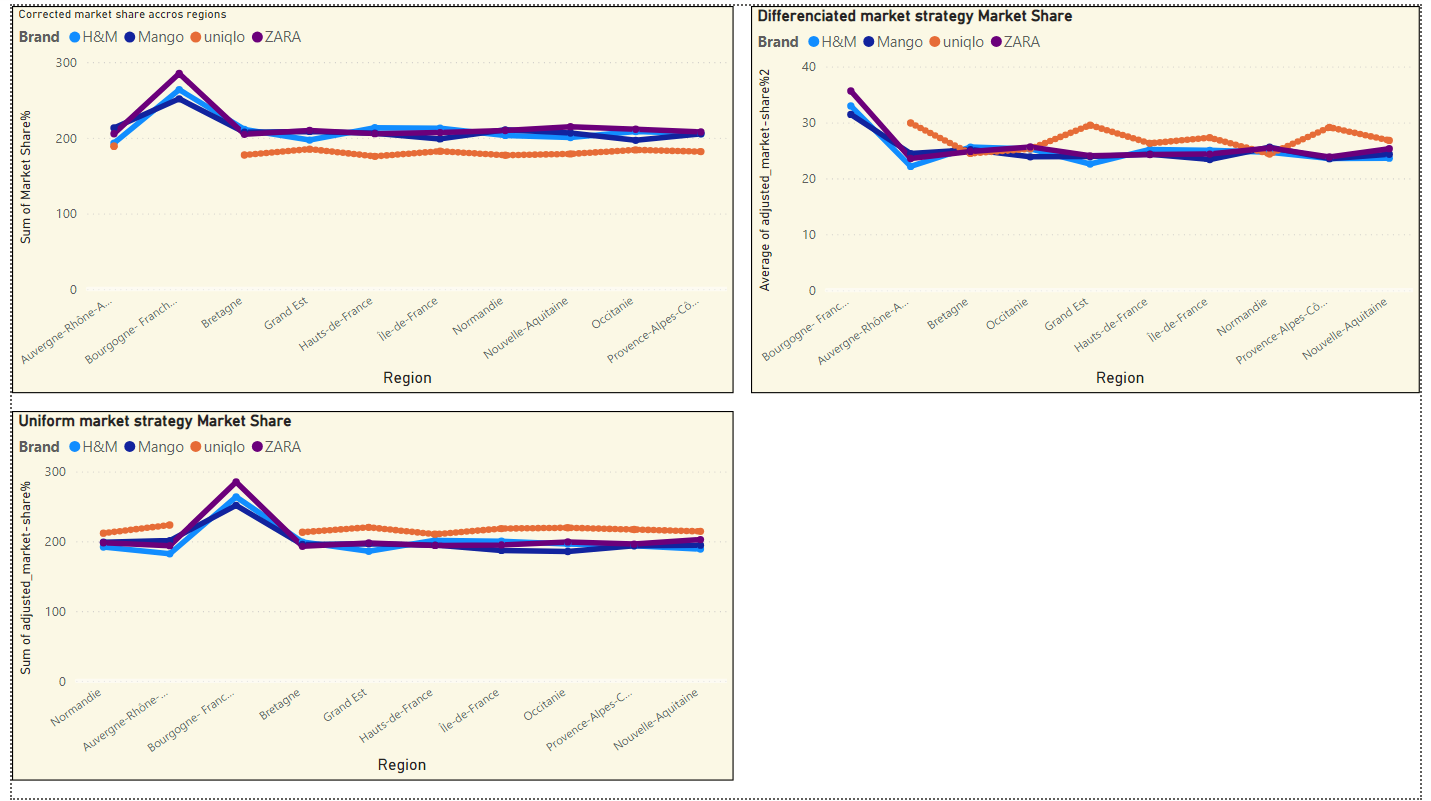 Corrected market share accros regions
Brand H&M Mango uniqlo ZARA
Sum of Market Share%
300
200
100
0
Auvergne-Rhône-A...
Bourgogne- Franch...
Bretagne
Grand Est
Hauts-de-France
Île-de-France
Normandie
Nouvelle-Aquitaine
Occitanie
Provence-Alpes-Cô...
Region
Differenciated market strategy Market Share
Brand H&M Mango uniqlo ZARA
Average of adjusted_market-share%2
40
30
20
10
0
Bourgogne- Franc...
Auvergne-Rhône-A...
Bretagne
Occitanie
Grand Est
Hauts-de-France
Île-de-France
Normandie
Provence-Alpes-Cô...
Nouvelle-Aquitaine
Region
Uniform market strategy Market Share
Brand H&M Mango uniqlo ZARA
Sum of adjusted_market-share%
300
200
100
0
Normandie
Auvergne-Rhône-...
Bourgogne- Franc...
Bretagne
Grand Est
Hauts-de-France
Île-de-France
Occitanie
Provence-Alpes-C...
Nouvelle-Aquitaine
Region